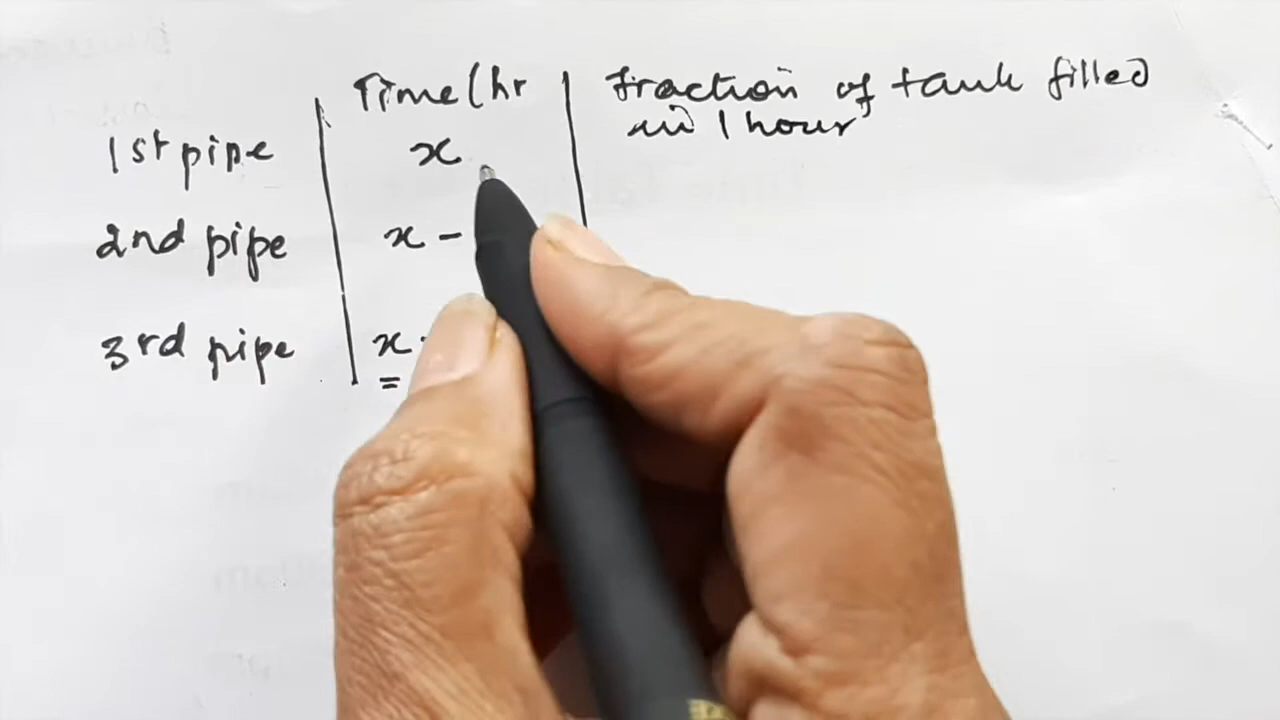 Time (hr
fraction of tank filled
in 1 hour
1st pipe x
2nd pipe x -
3rd pipe x
=